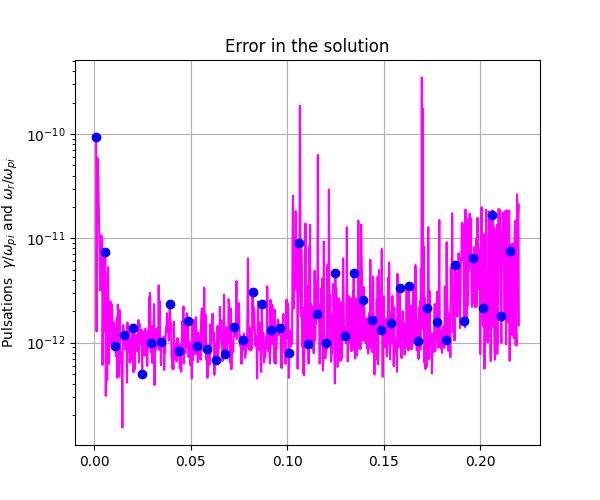 Error in the solution
Pulsations γ/ω_pi and ω_r/ω_pi
10⁻¹⁰
10⁻¹¹
10⁻¹²
0.00 0.05 0.10 0.15 0.20